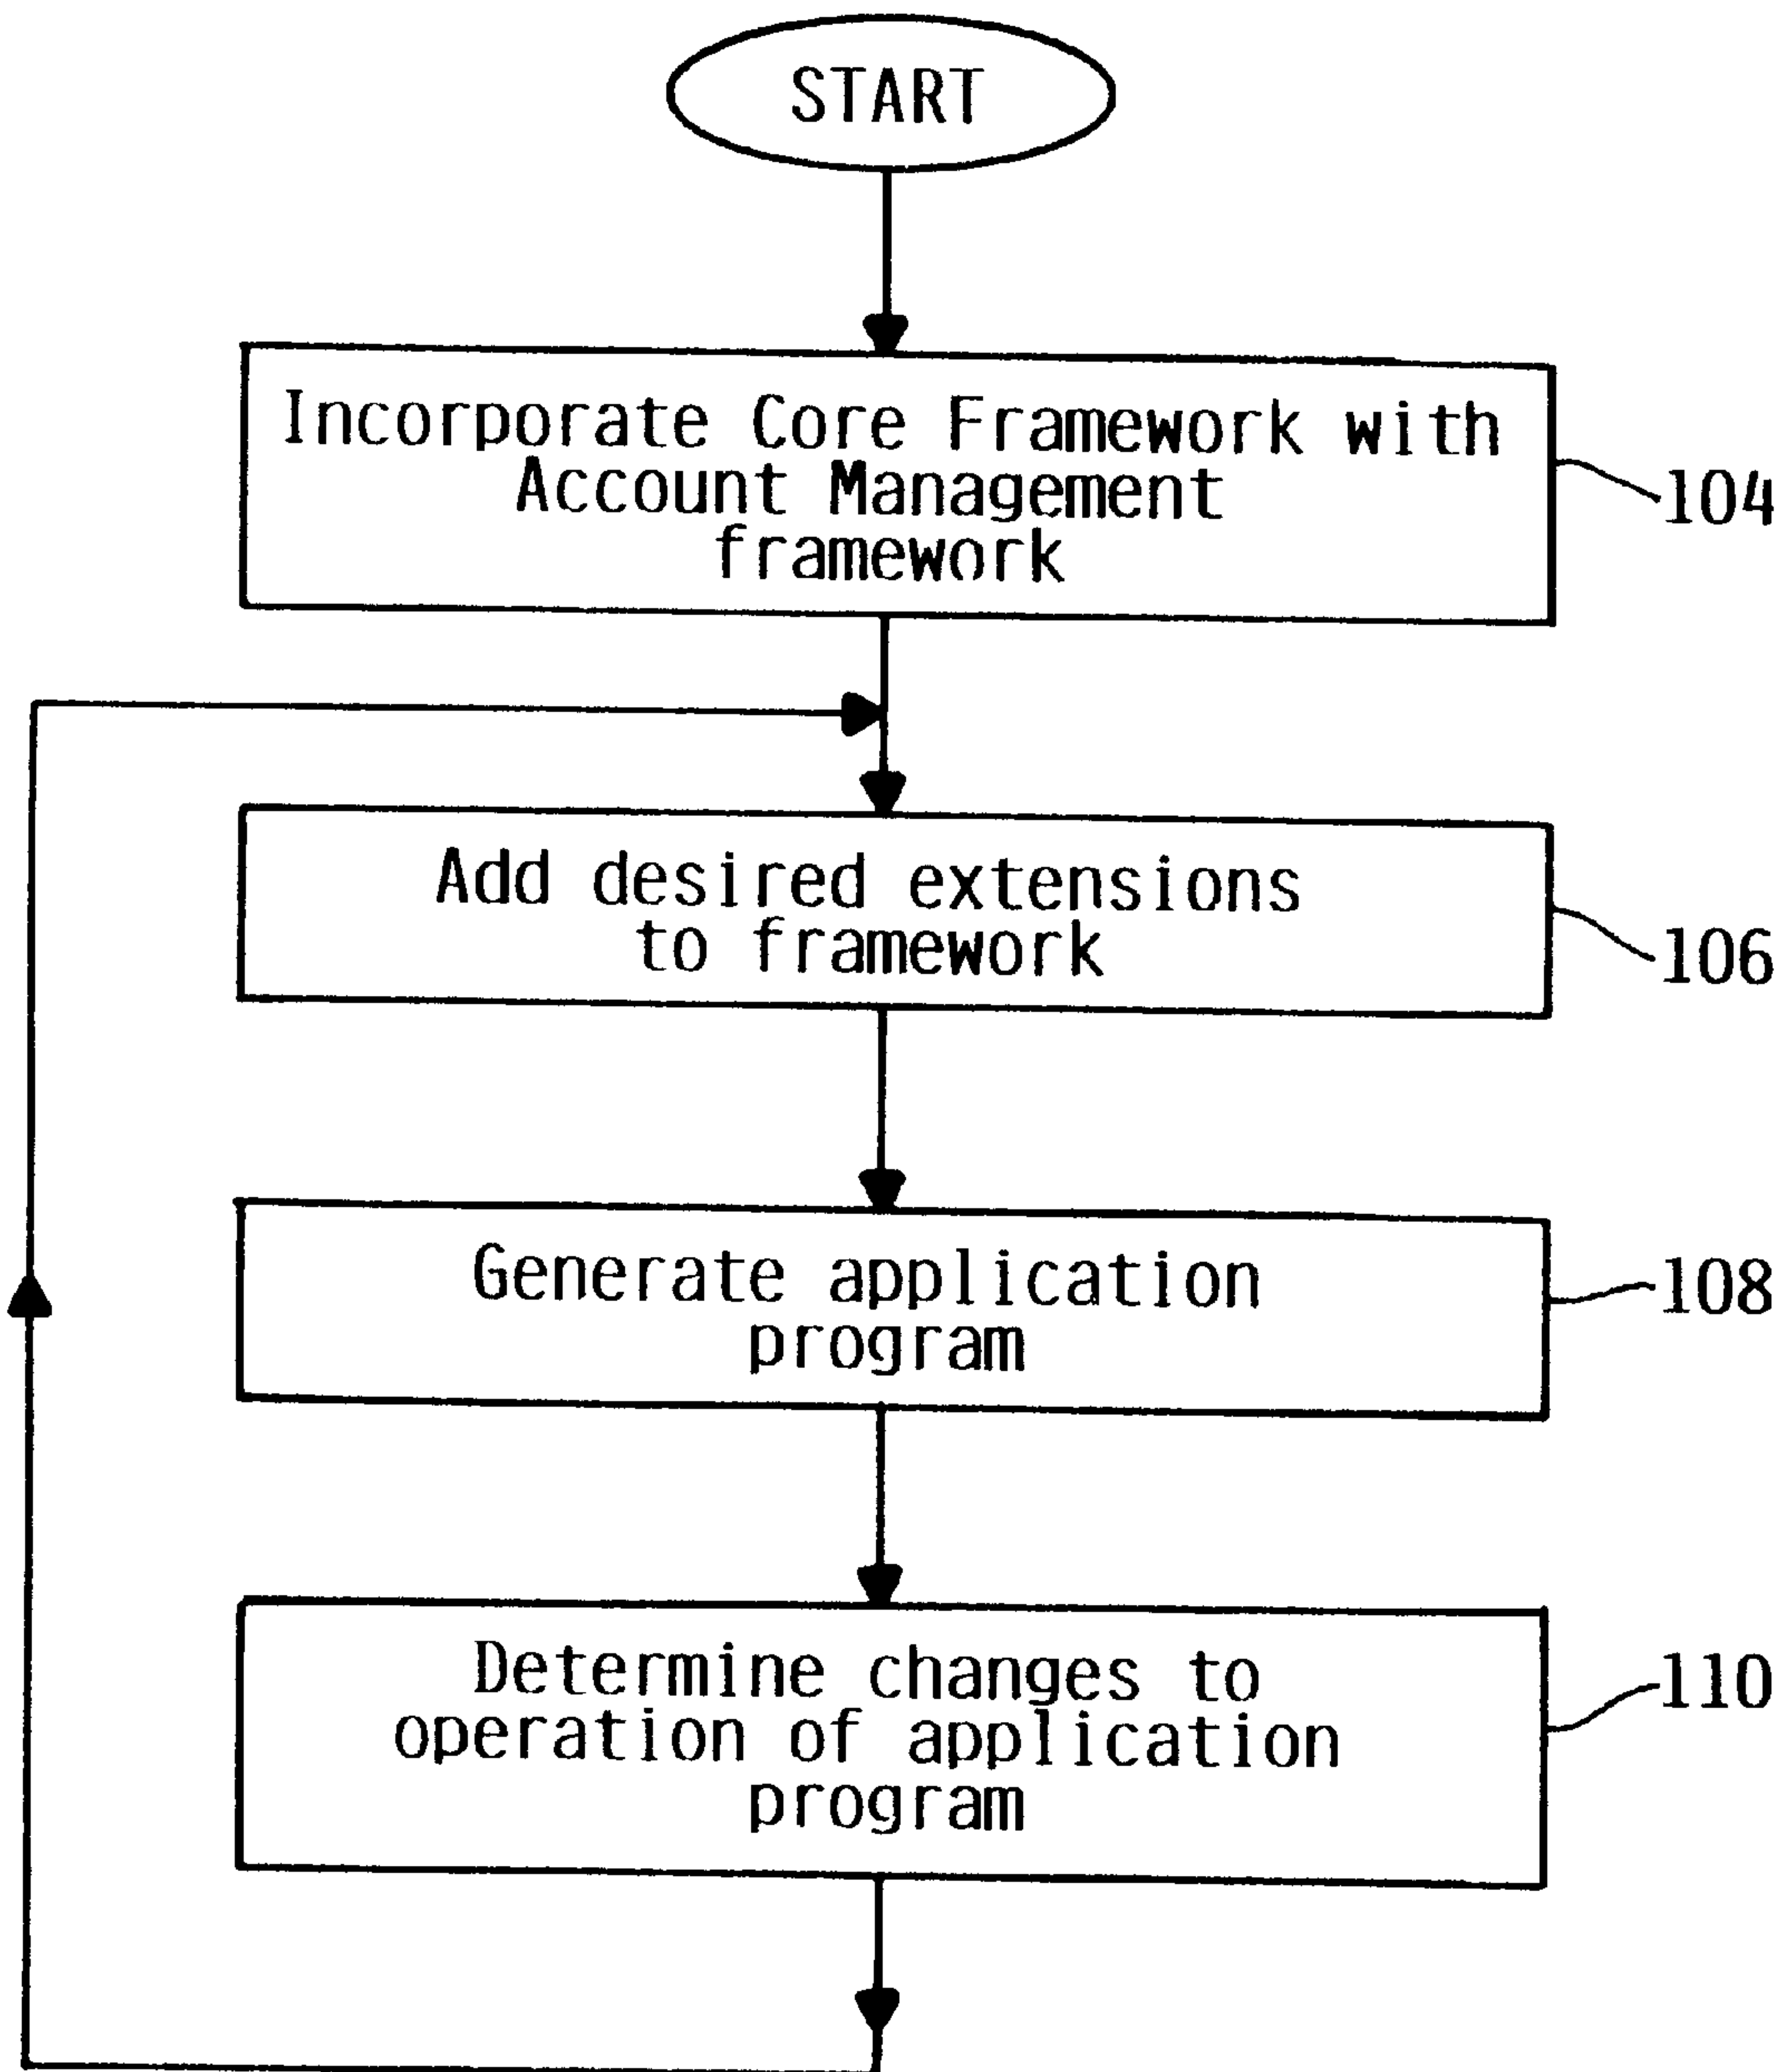 START
Incorporate Core Framework with
Account Management
framework
104
Add desired extensions
to framework
106
Generate application
program
108
Determine changes to
operation of application
program
110